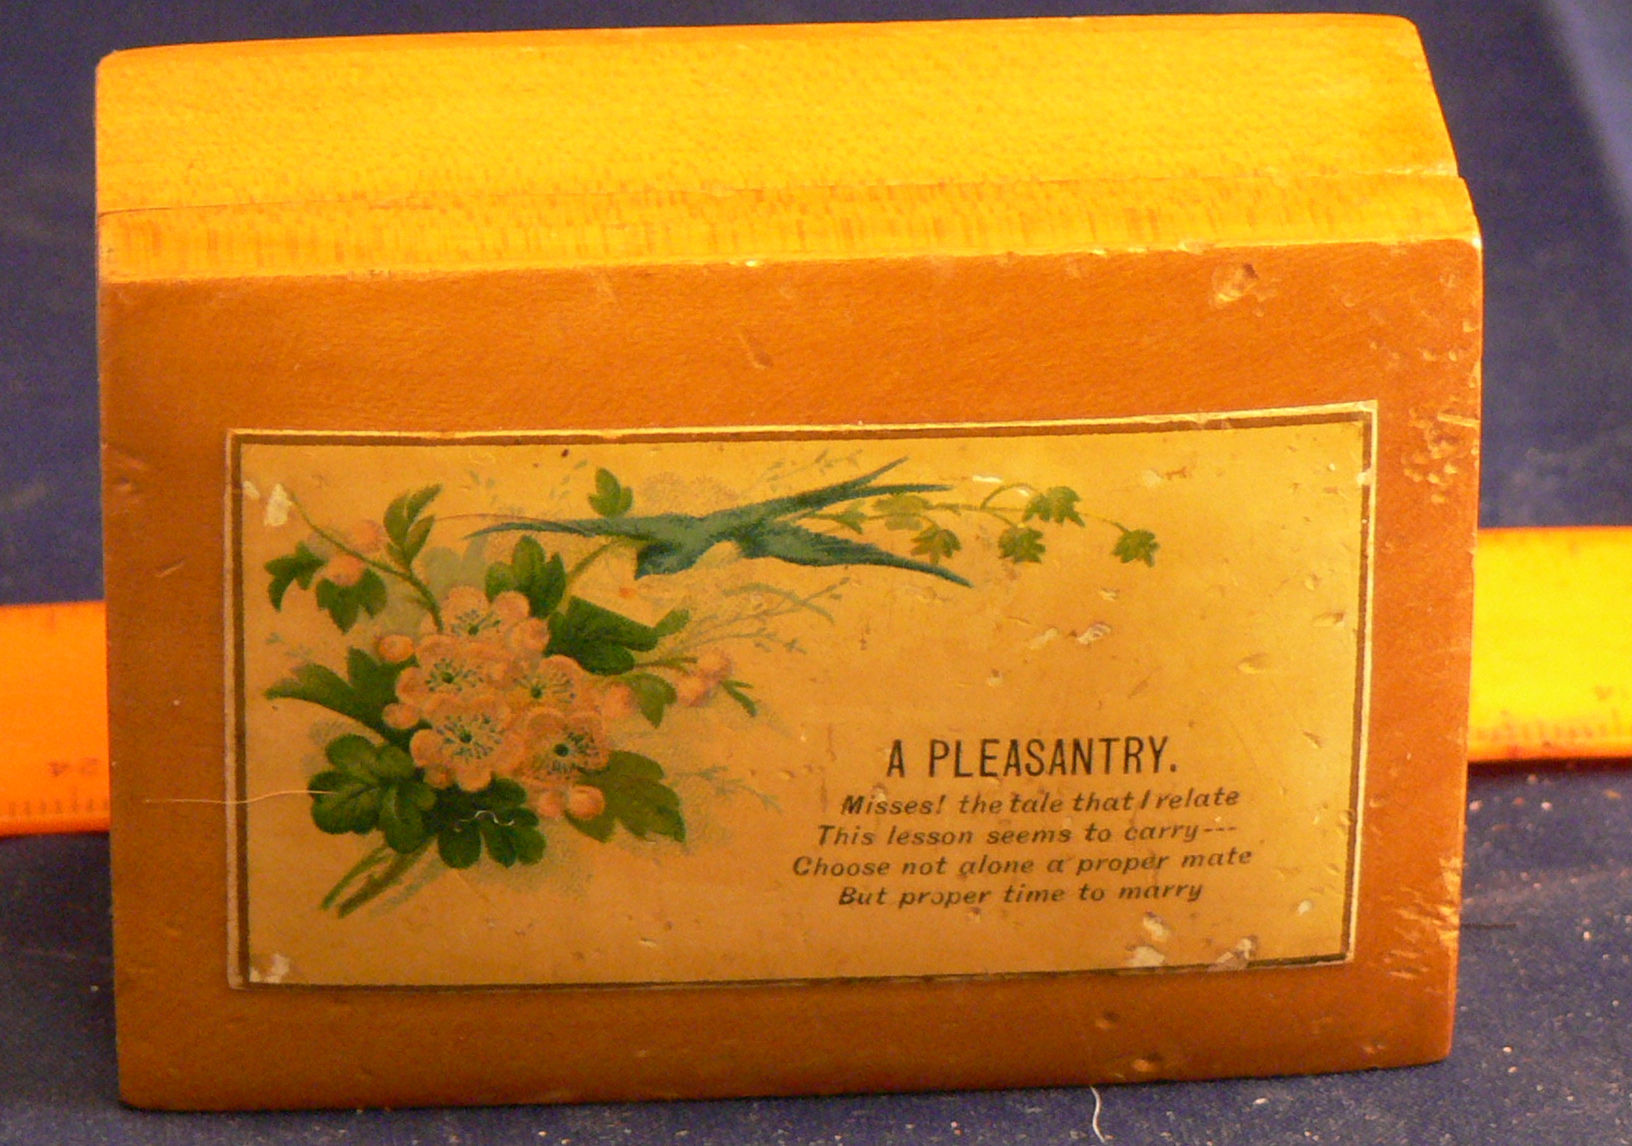 A PLEASANTRY.
Misses! the tale that I relate
This lesson seems to carry---
Choose not alone a proper mate
But proper time to marry